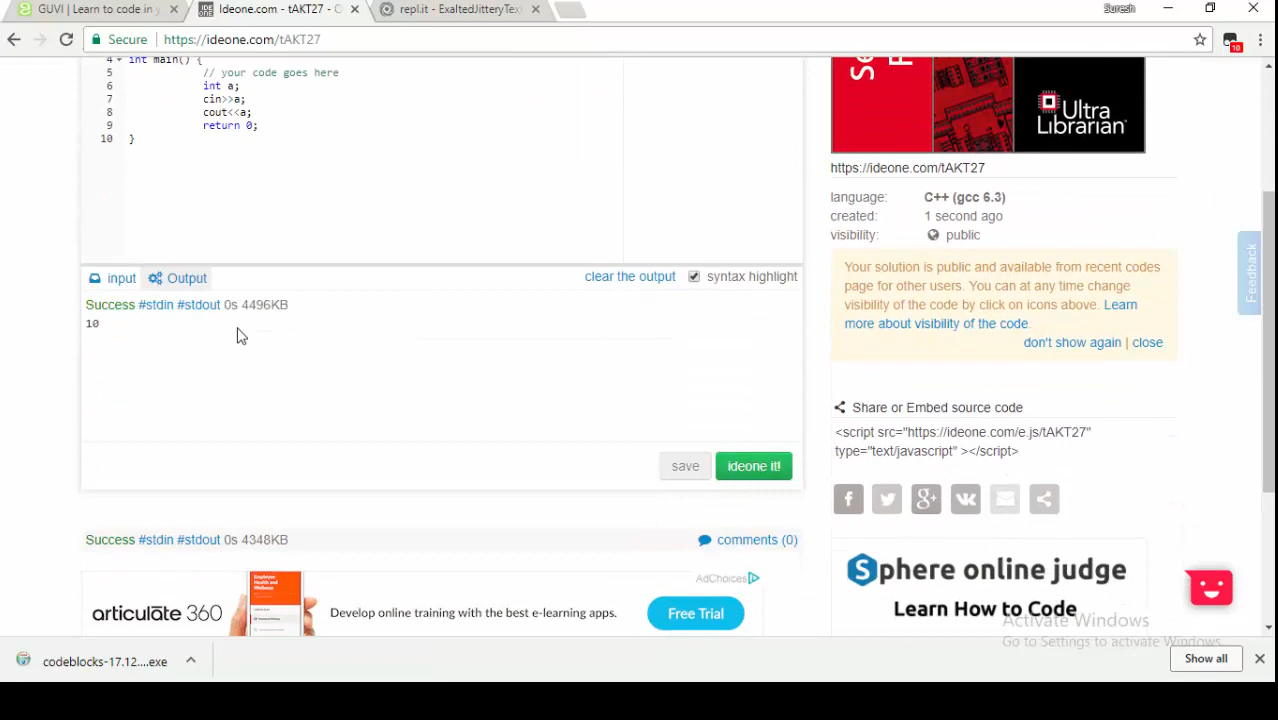 GUVI | Learn to code in y
Ideone.com - tAKT27 - O
repl.it - ExaltedJitteryTex
Suresh
Secure
https://ideone.com/tAKT27
10
4 int main() {
5 // your code goes here
6 int a;
7 cin>>a;
8 cout<<a;
9 return 0;
10 }
input
Output
clear the output
syntax highlight
Success #stdin #stdout 0s 4496KB
10
save
ideone it!
Success #stdin #stdout 0s 4348KB
comments (0)
AdChoices
articulate 360
Develop online training with the best e-learning apps.
Free Trial
Ultra
Librarian
https://ideone.com/tAKT27
language: C++ (gcc 6.3)
created: 1 second ago
visibility: public
Your solution is public and available from recent codes
page for other users. You can at any time change
visibility of the code by click on icons above. Learn
more about visibility of the code.
don't show again | close
Feedback
Share or Embed source code
<script src="https://ideone.com/e.js/tAKT27"
type="text/javascript" ></script>
Sphere online judge
Learn How to Code
Activate Windows
Go to Settings to activate Windows.
codeblocks-17.12....exe
Show all